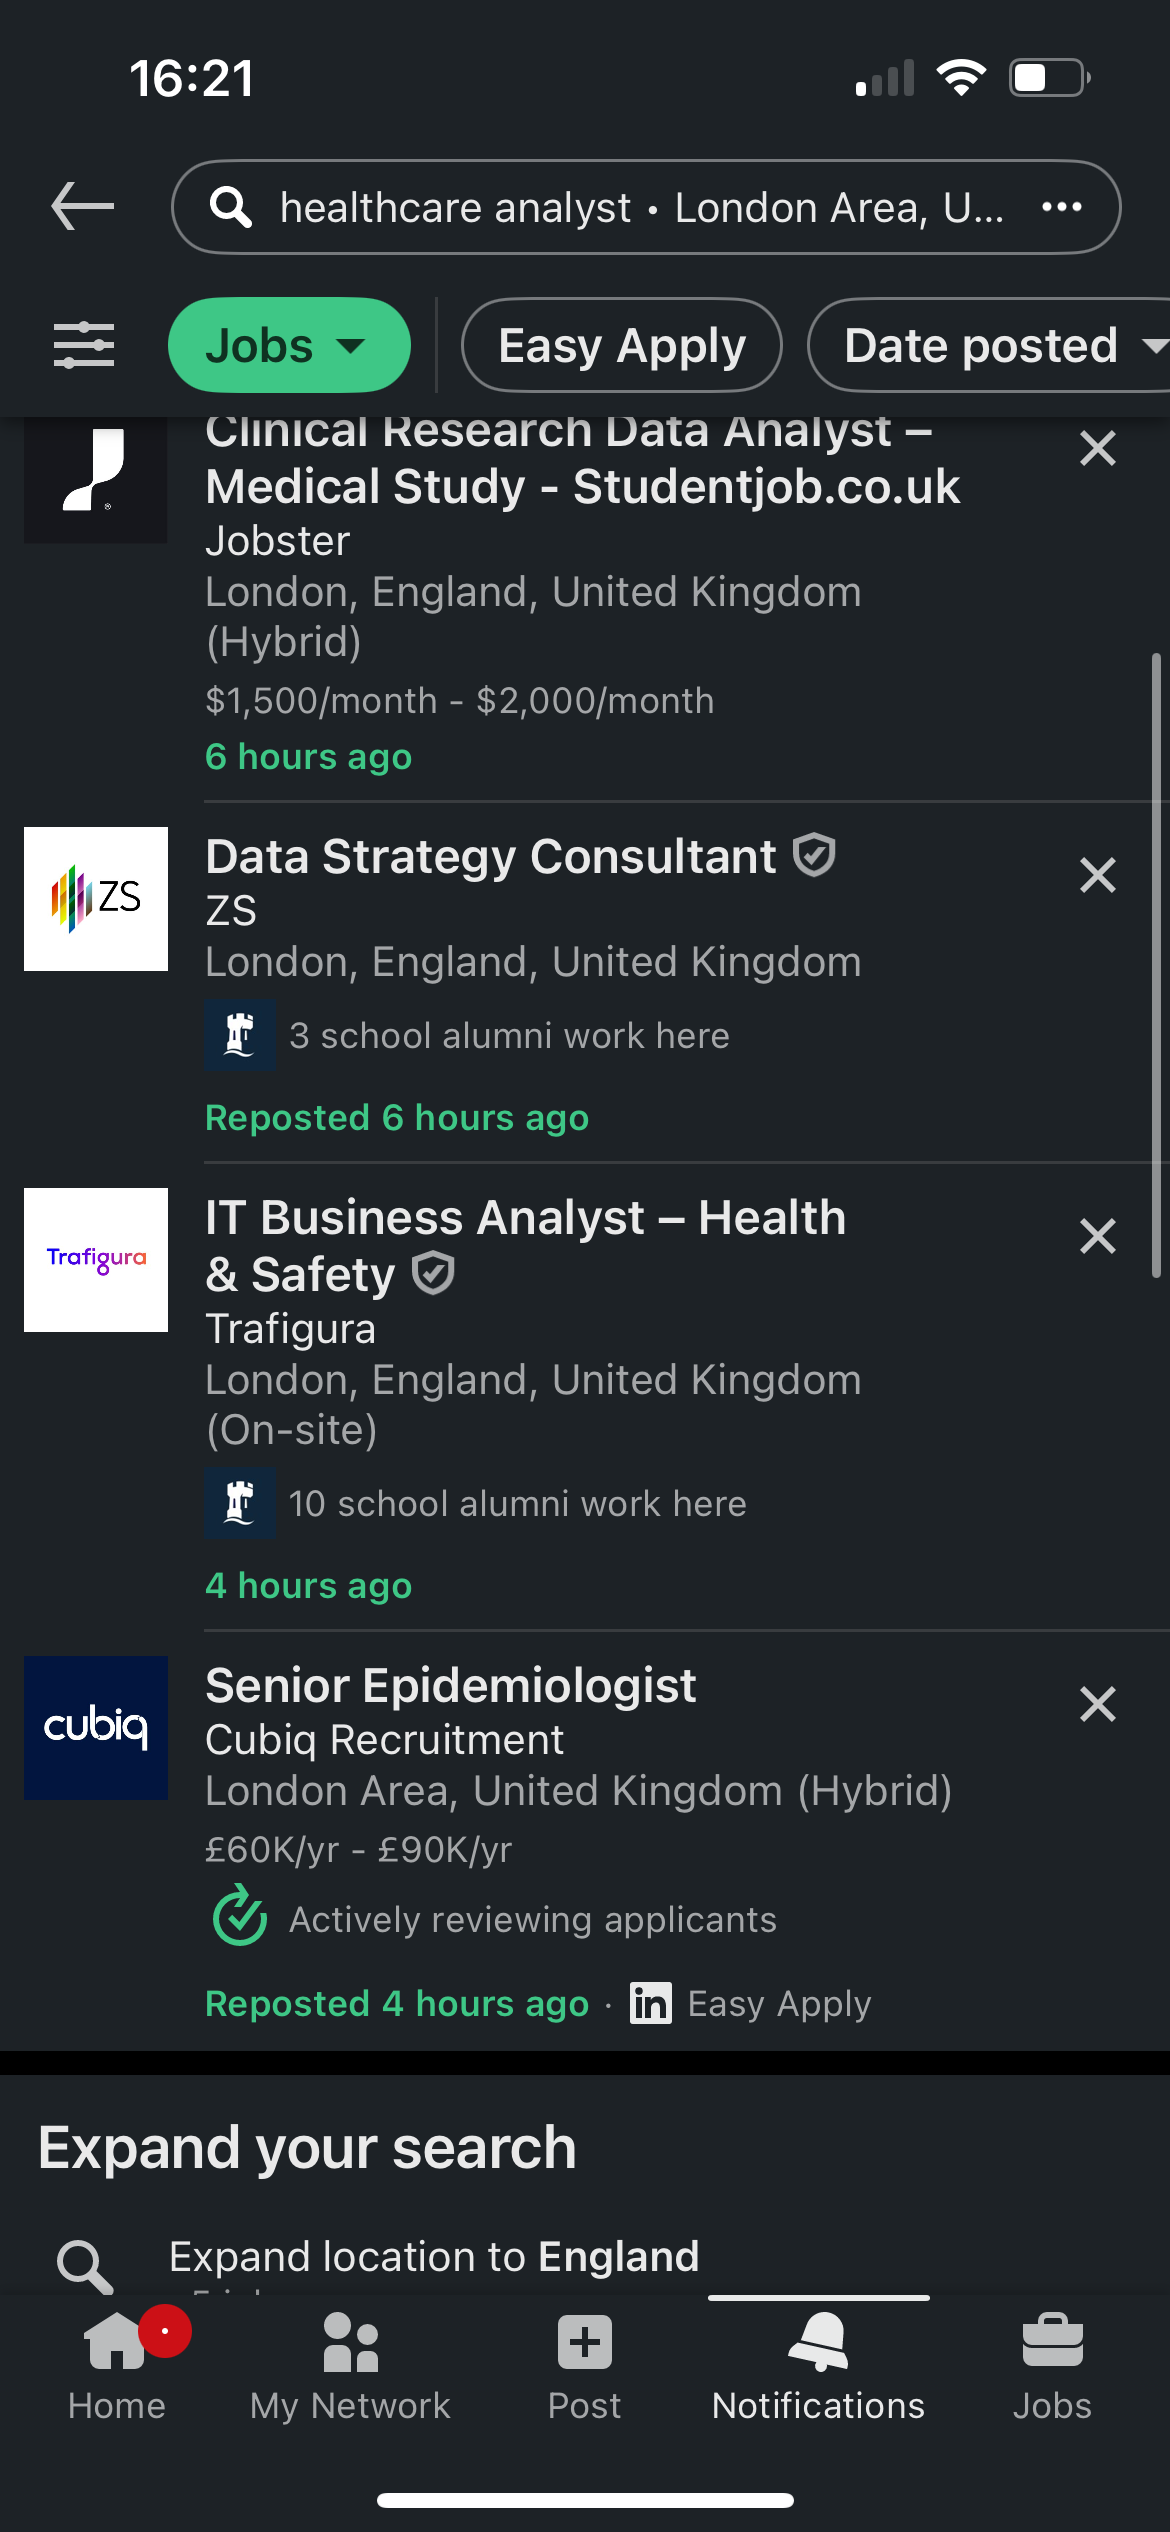 16:21
healthcare analyst • London Area, U... •••
Jobs
Easy Apply
Date posted
Clinical Research Data Analyst –
Medical Study - Studentjob.co.uk
Jobster
London, England, United Kingdom
(Hybrid)
$1,500/month - $2,000/month
6 hours ago
ZS
Data Strategy Consultant
ZS
London, England, United Kingdom
3 school alumni work here
Reposted 6 hours ago
Trafigura
IT Business Analyst – Health
& Safety
Trafigura
London, England, United Kingdom
(On-site)
10 school alumni work here
4 hours ago
cubiq
Senior Epidemiologist
Cubiq Recruitment
London Area, United Kingdom (Hybrid)
£60K/yr - £90K/yr
Actively reviewing applicants
Reposted 4 hours ago · in Easy Apply
Expand your search
Expand location to England
Home
My Network
Post
Notifications
Jobs